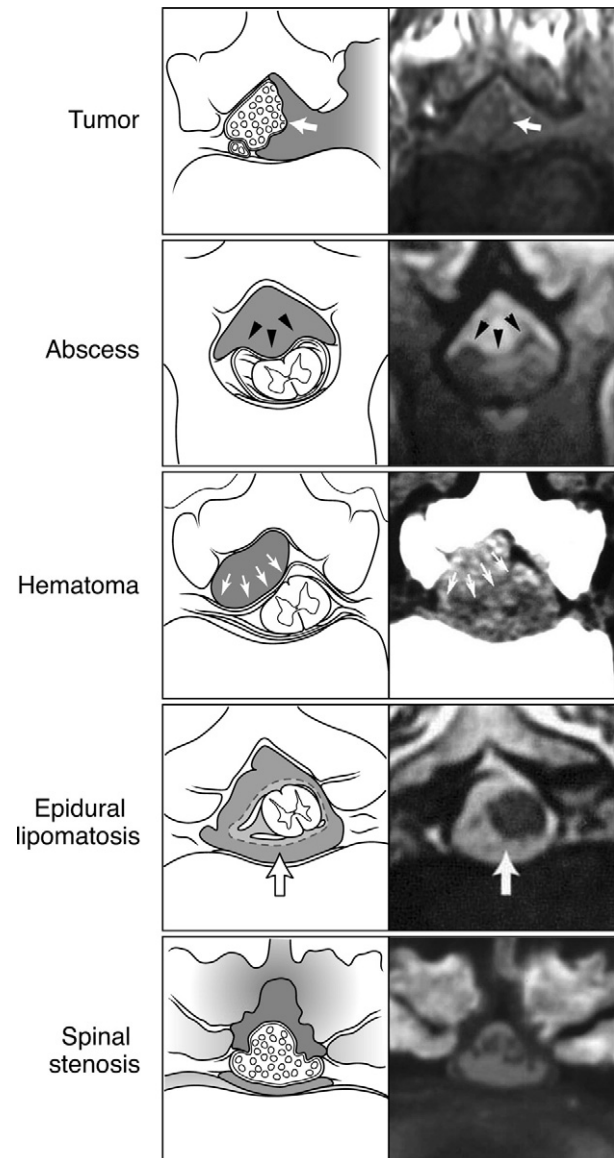 Tumor
Abscess
Hematoma
Epidural
lipomatosis
Spinal
stenosis